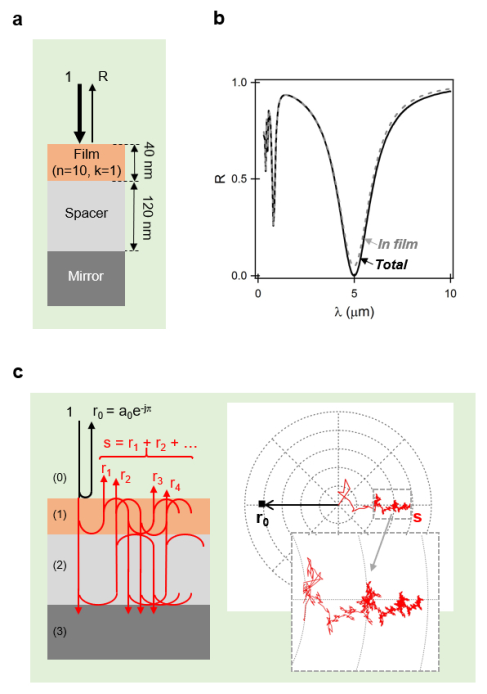 a
1
R
Film
(n=10, k=1)
40 nm
Spacer
120 nm
Mirror
b
1.0
0.5
0.0
R
In film
Total
0
5
10
λ (μm)
c
1
r₀ = a₀e⁻ʲᵖⁱ
s = r₁ + r₂ + ...
r₁
r₂
r₃
r₄
(0)
(1)
(2)
(3)
r₀
s